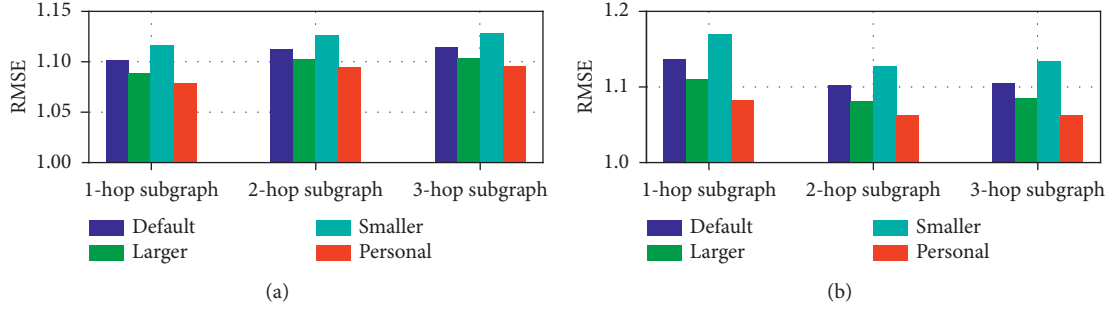 RMSE
1.15
1.10
1.05
1.00
1-hop subgraph 2-hop subgraph 3-hop subgraph
Default
Larger
Smaller
Personal
(a)
RMSE
1.2
1.1
1.0
1-hop subgraph 2-hop subgraph 3-hop subgraph
Default
Larger
Smaller
Personal
(b)